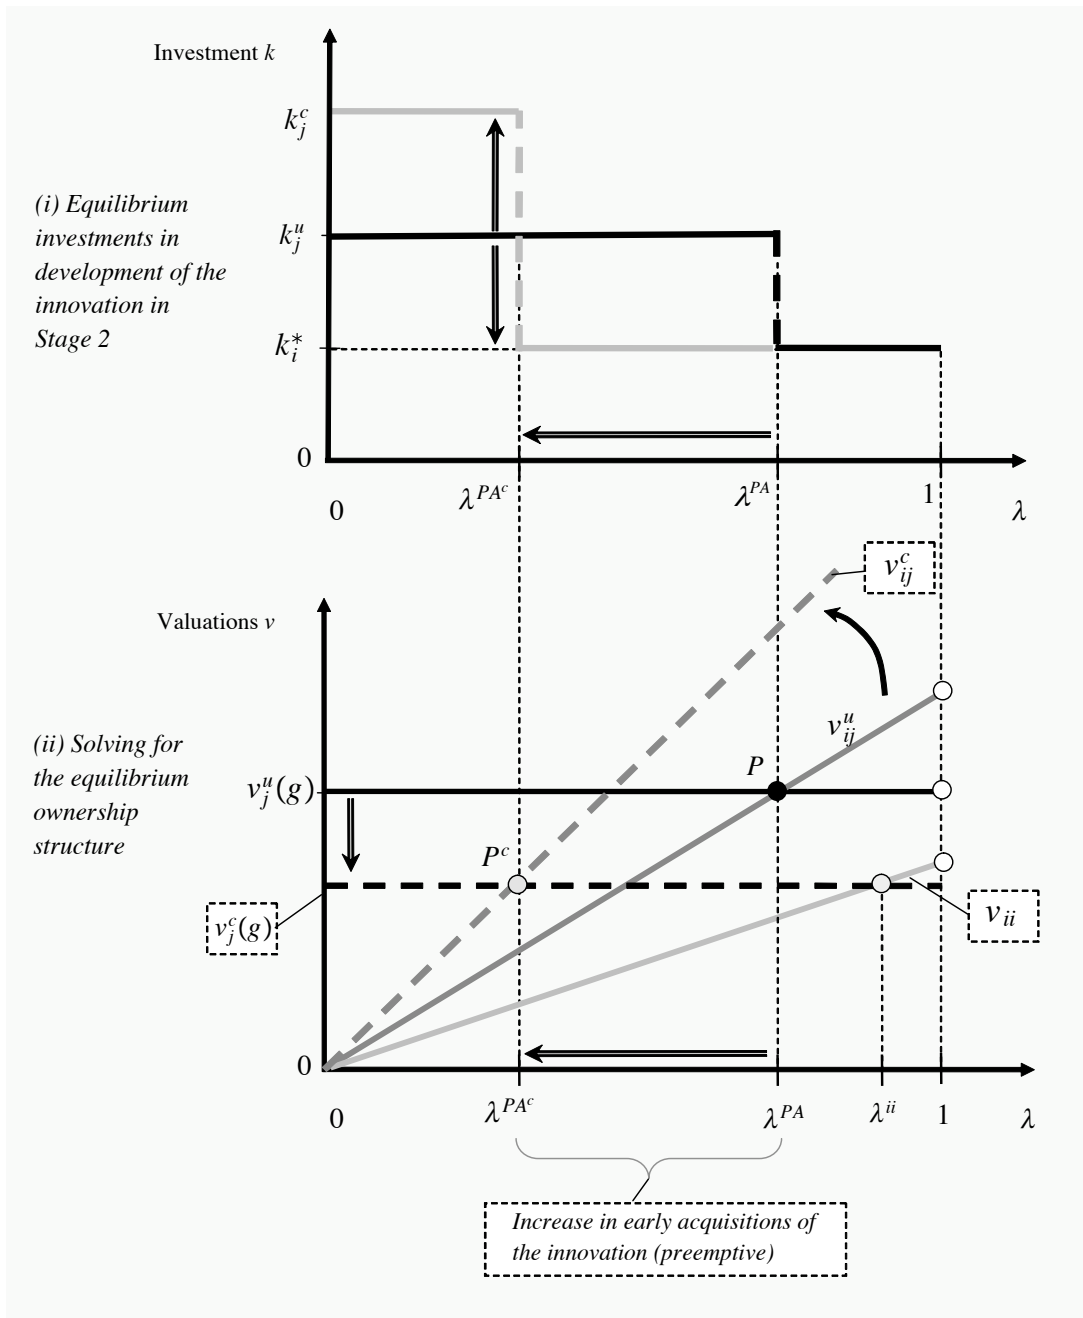 Investment k
k_j^c
(i) Equilibrium
investments in
development of the
innovation in
Stage 2
k_j^u
k_i^*
0
0
λ^{PA^c}
λ^{PA}
1
λ
v_{ij}^c
Valuations v
v_{ij}^u
(ii) Solving for
the equilibrium
ownership
structure
P
v_j^u(g)
P^c
v_j^c(g)
v_{ii}
0
0
λ^{PA^c}
λ^{PA}
λ^{ii}
1
λ
Increase in early acquisitions of
the innovation (preemptive)